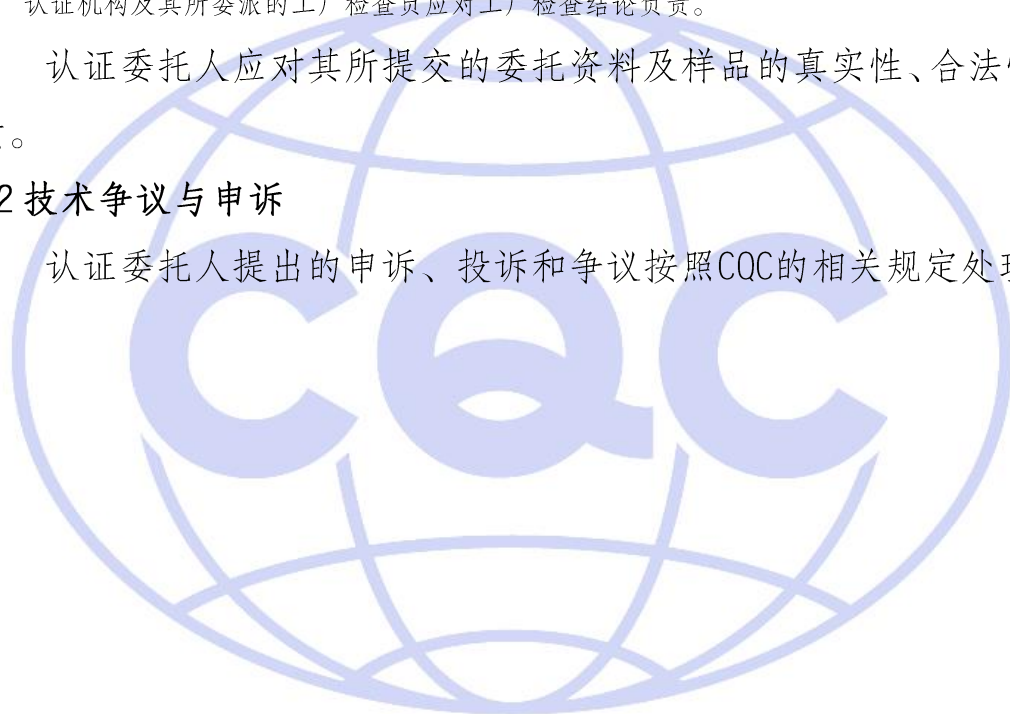 认证机构及其所委派的工厂检查员应对工厂检查结论负责。
认证委托人应对其所提交的委托资料及样品的真实性、合法
。
2 技术争议与申诉
认证委托人提出的申诉、投诉和争议按照CQC的相关规定处
CQC